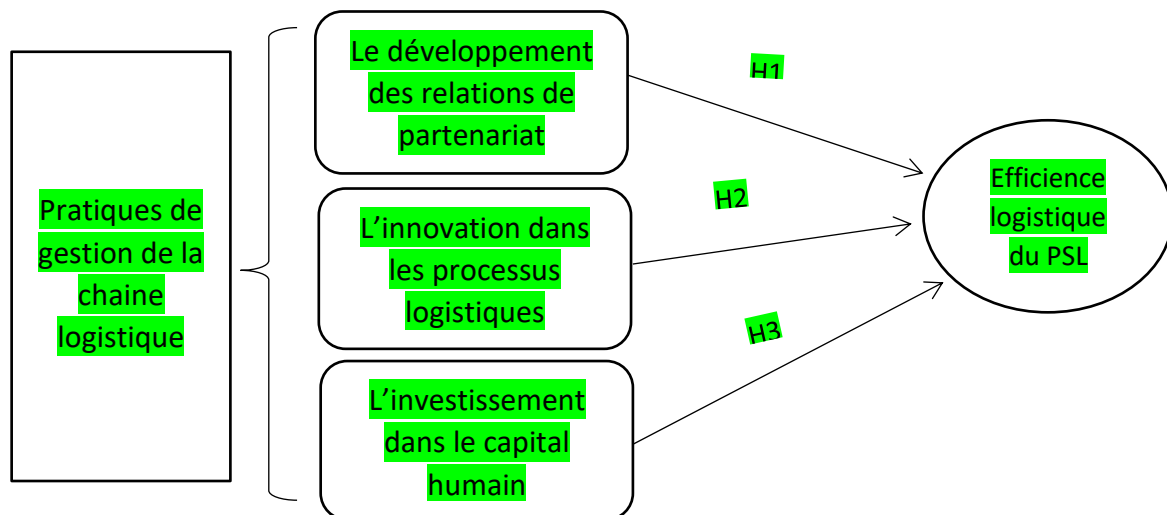 Pratiques de
gestion de la
chaine
logistique
Le développement
des relations de
partenariat
L’innovation dans
les processus
logistiques
L’investissement
dans le capital
humain
H1
H2
H3
Efficience
logistique
du PSL